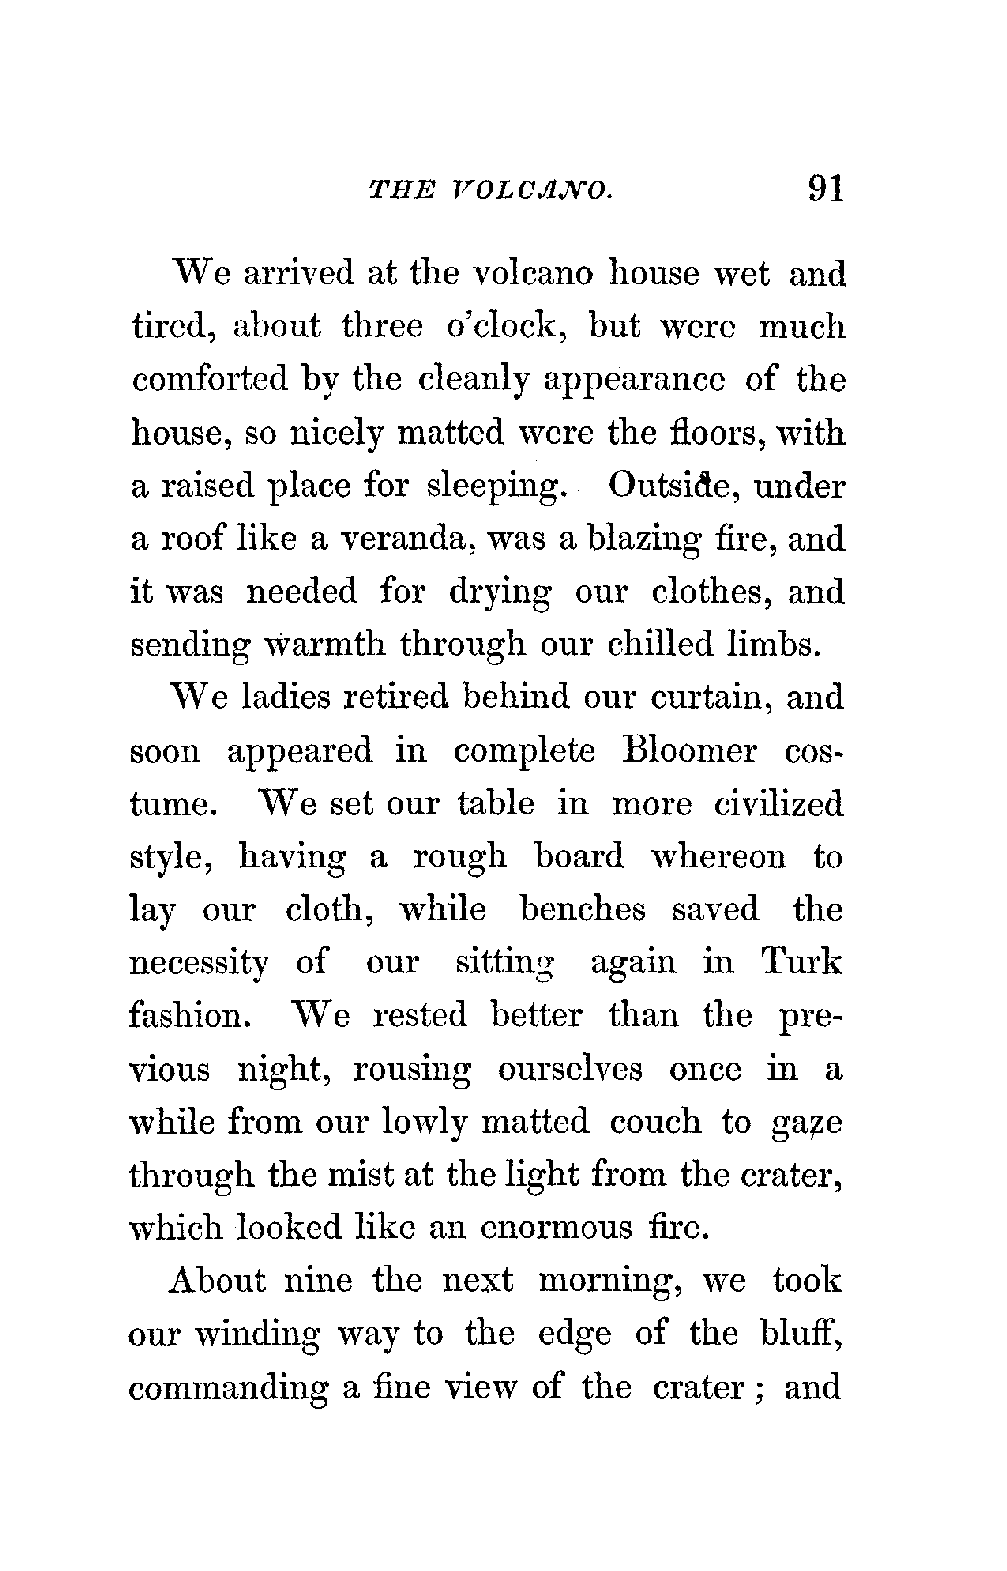 THE VOLCANO. 91
We arrived at the volcano house wet and
tired, about three o'clock, but were much
comforted by the cleanly appearance of the
house, so nicely matted were the floors, with
a raised place for sleeping. Outside, under
a roof like a veranda, was a blazing fire, and
it was needed for drying our clothes, and
sending warmth through our chilled limbs.
We ladies retired behind our curtain, and
soon appeared in complete Bloomer cos-
tume. We set our table in more civilized
style, having a rough board whereon to
lay our cloth, while benches saved the
necessity of our sitting again in Turk
fashion. We rested better than the pre-
vious night, rousing ourselves once in a
while from our lowly matted couch to gaze
through the mist at the light from the crater,
which looked like an enormous fire.
About nine the next morning, we took
our winding way to the edge of the bluff,
commanding a fine view of the crater; and